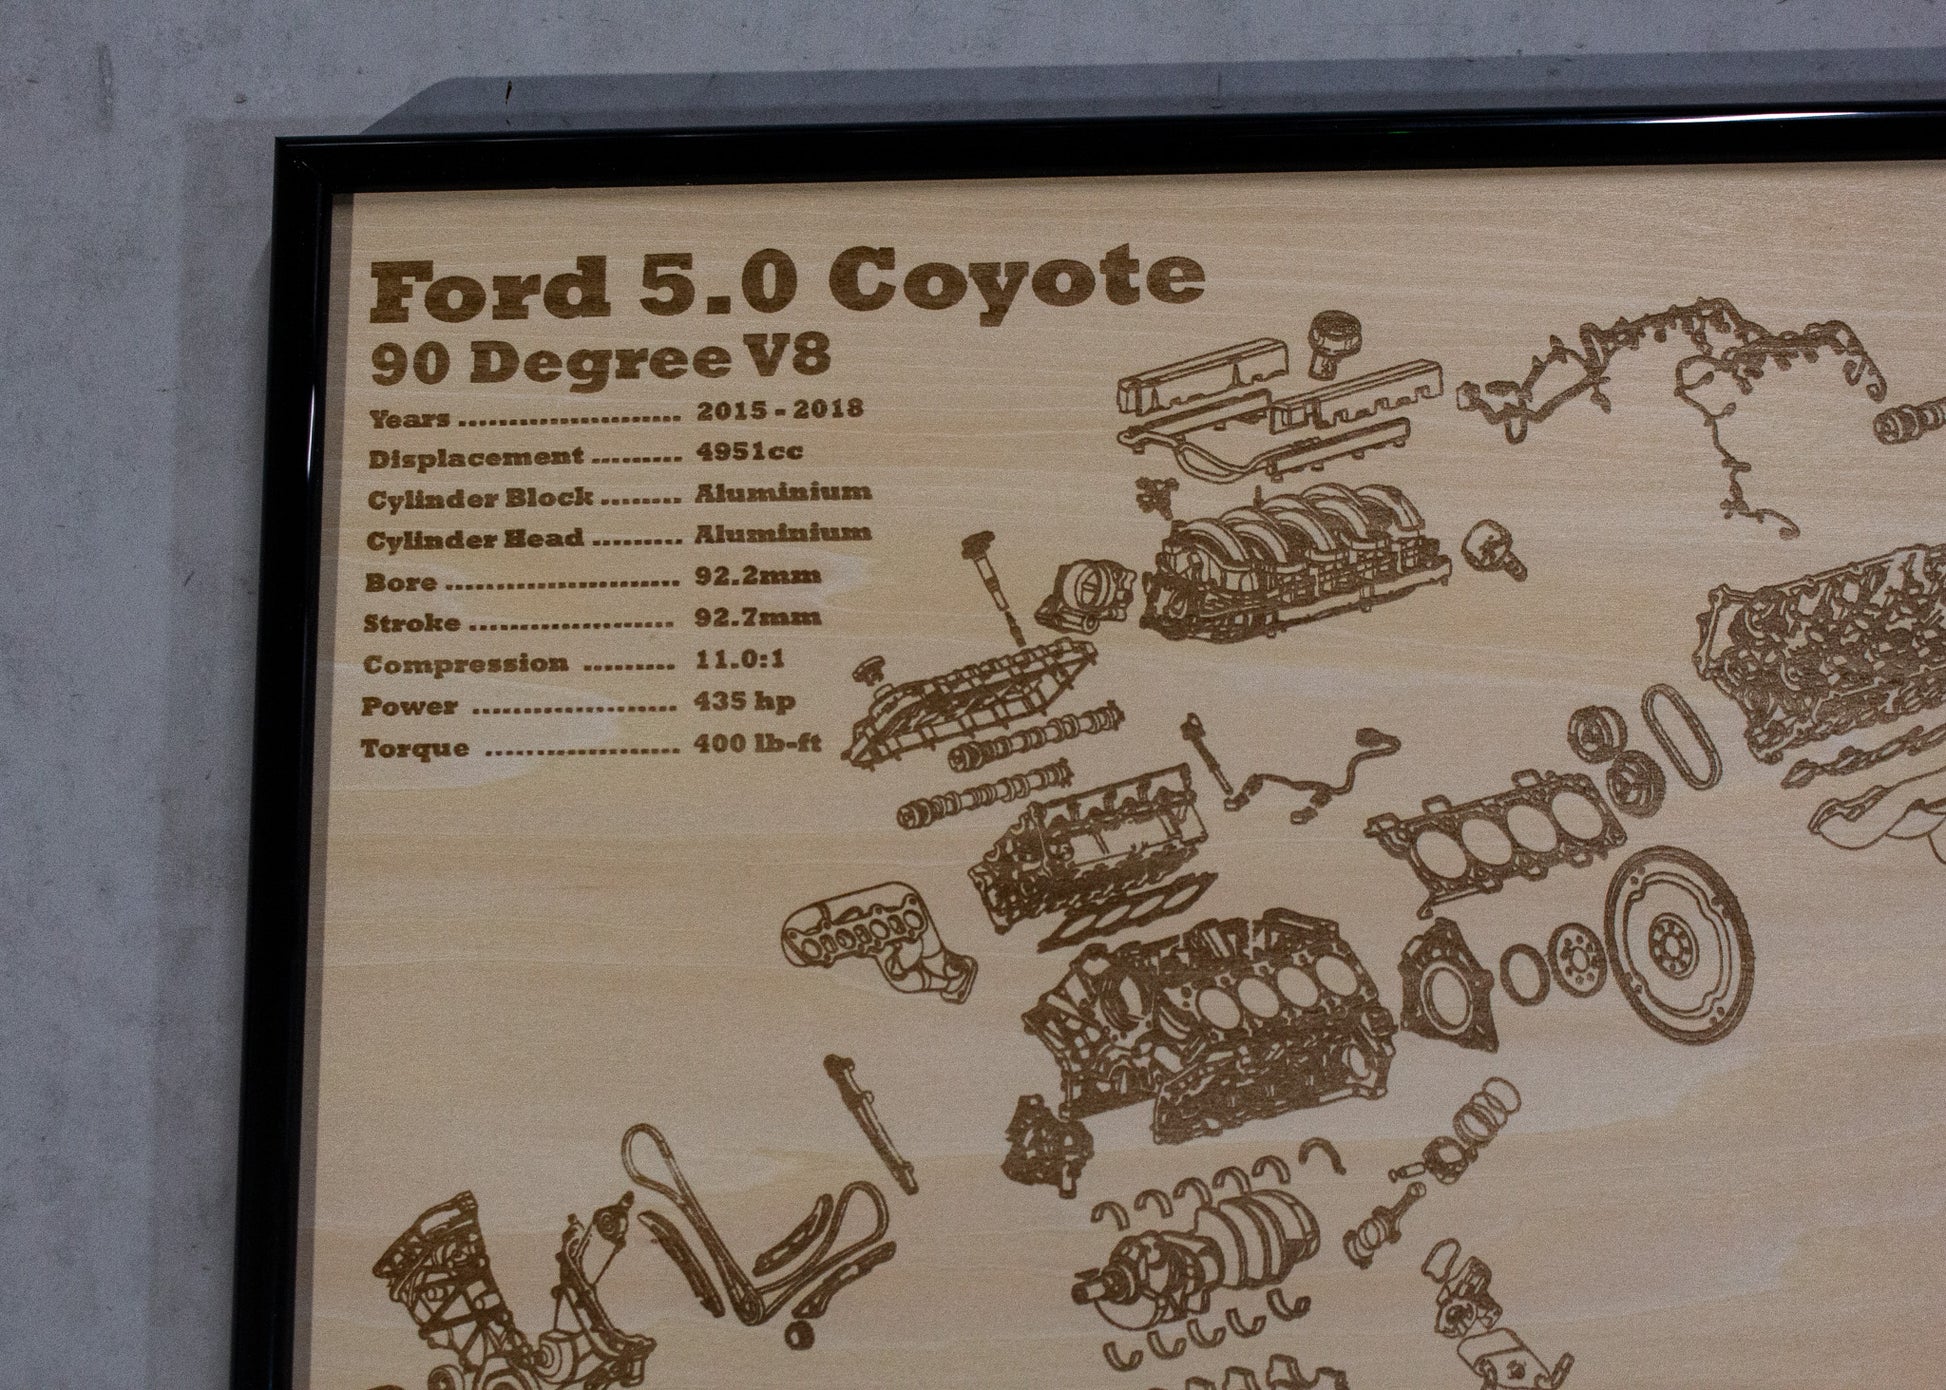 Ford 5.0 Coyote
90 Degree V8
Years ...................... 2015 - 2018
Displacement ......... 4951cc
Cylinder Block ........ Aluminium
Cylinder Head ......... Aluminium
Bore ....................... 92.2mm
Stroke .................... 92.7mm
Compression ......... 11.0:1
Power .................... 435 hp
Torque ................... 400 lb-ft